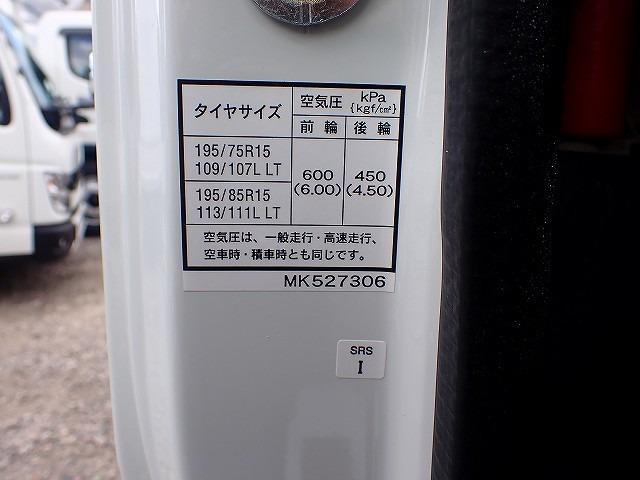 タイヤサイズ
空気圧 kPa {kgf/cm²}
前輪 後輪
195/75R15
109/107L LT
195/85R15
113/111L LT
600
(6.00)
450
(4.50)
空気圧は、一般走行・高速走行、
空車時・積車時とも同じです。
MK527306
SRS
I